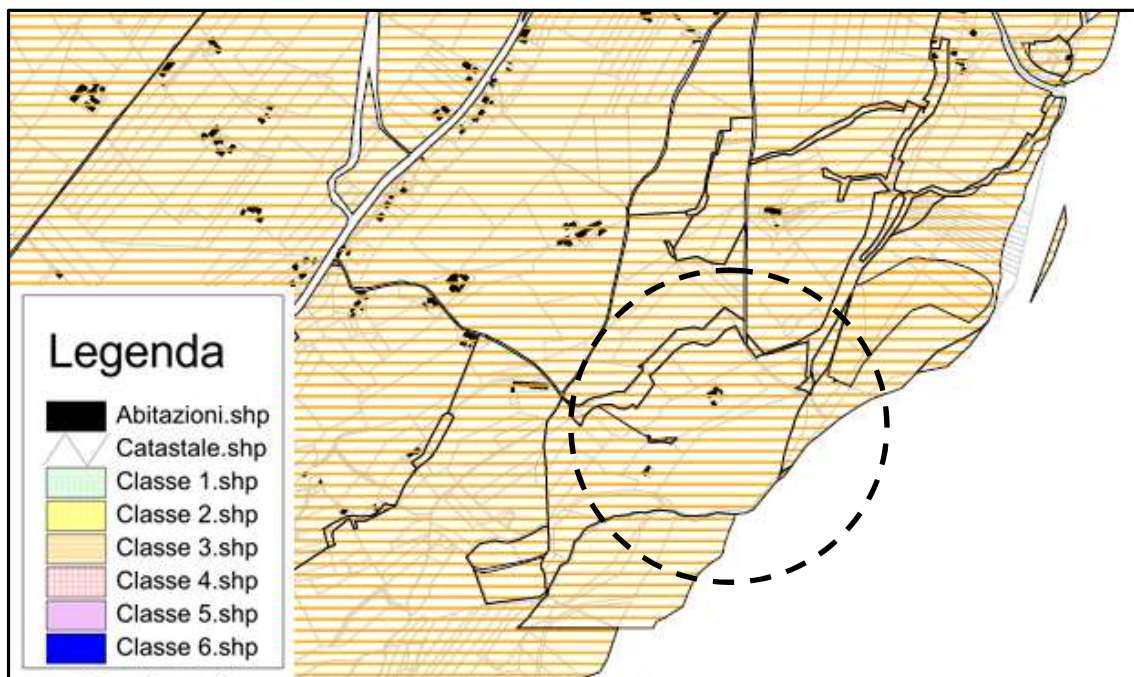 Legenda
Abitazioni.shp
Catastale.shp
Classe 1.shp
Classe 2.shp
Classe 3.shp
Classe 4.shp
Classe 5.shp
Classe 6.shp